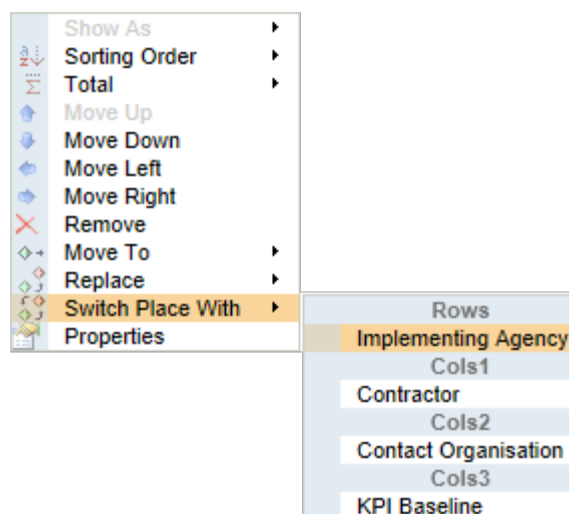 Show As
Sorting Order
Total
Move Up
Move Down
Move Left
Move Right
Remove
Move To
Replace
Switch Place With
Properties
Rows
Implementing Agency
Cols1
Contractor
Cols2
Contact Organisation
Cols3
KPI Baseline